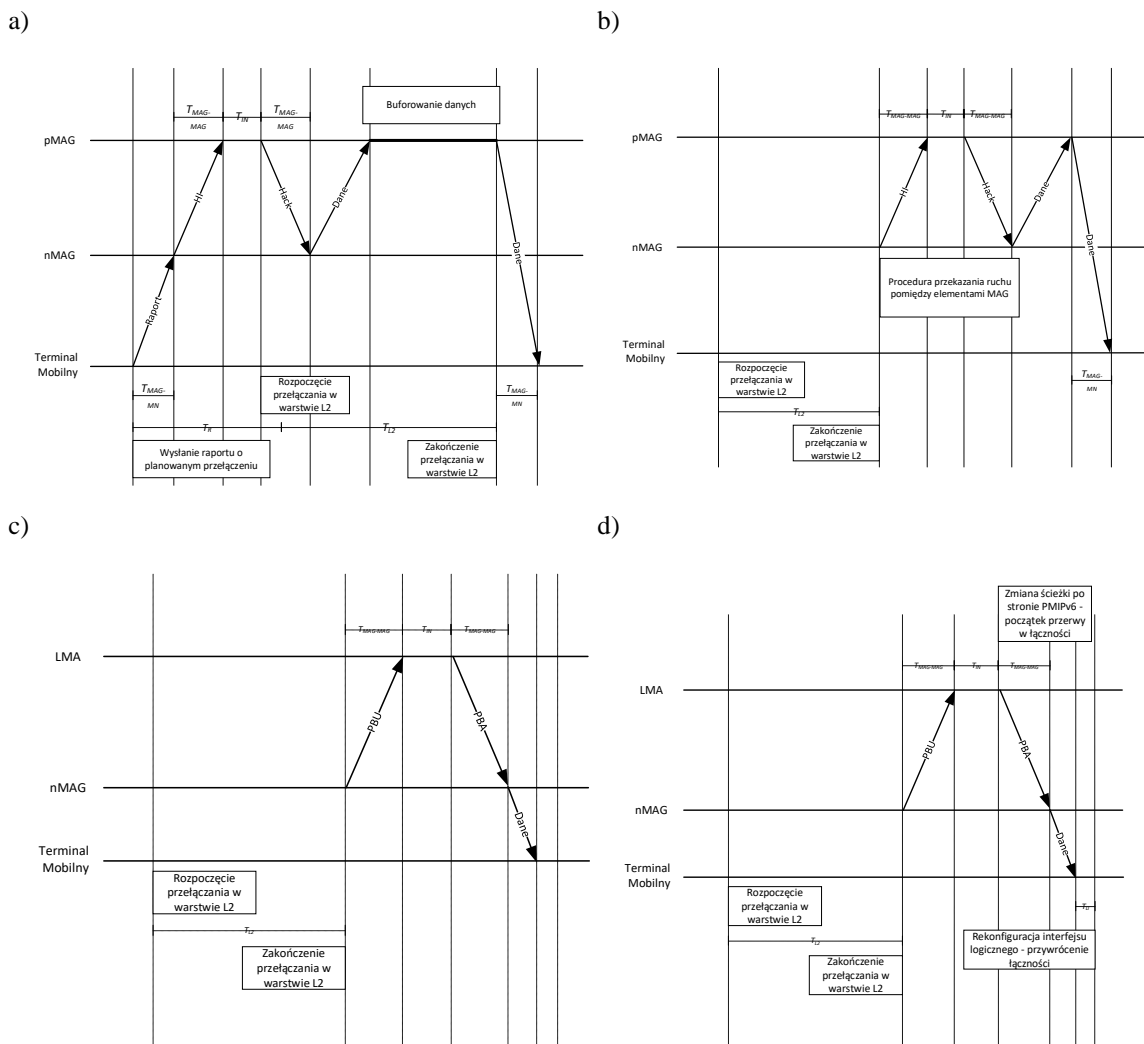 a)
T_MAG-
MAG
T_IN
T_MAG-
MAG
Buforowanie danych
pMAG
HI
Hack
Dane
Dane
nMAG
Raport
Terminal
Mobilny
T_MAG-
MN
Rozpoczęcie
przełączania w
warstwie L2
T_MAG-
MN
T_R
T_L2
Wysłanie raportu o
planowanym przełączeniu
Zakończenie
przełączania w
warstwie L2
b)
T_MAG-MAG
T_IN
T_MAG-MAG
pMAG
HI
Hack
Dane
Dane
nMAG
Procedura przekazania ruchu
pomiędzy elementami MAG
Terminal
Mobilny
Rozpoczęcie
przełączania w
warstwie L2
T_MAG-
MN
T_L2
Zakończenie
przełączania w
warstwie L2
c)
T_MAG-MAG
T_IN
T_MAG-MAG
LMA
PBU
PBA
nMAG
Dane
Terminal
Mobilny
Rozpoczęcie
przełączania w
warstwie L2
T_L2
Zakończenie
przełączania w
warstwie L2
d)
Zmiana ścieżki po
stronie PMIPv6 -
początek przerwy
w łączności
T_MAG-MAG
T_IN
T_MAG-MAG
LMA
PBU
PBA
nMAG
Dane
Terminal
Mobilny
Rozpoczęcie
przełączania w
warstwie L2
T_L2
Rekonfiguracja interfejsu
logicznego - przywrócenie
łączności
Zakończenie
przełączania w
warstwie L2